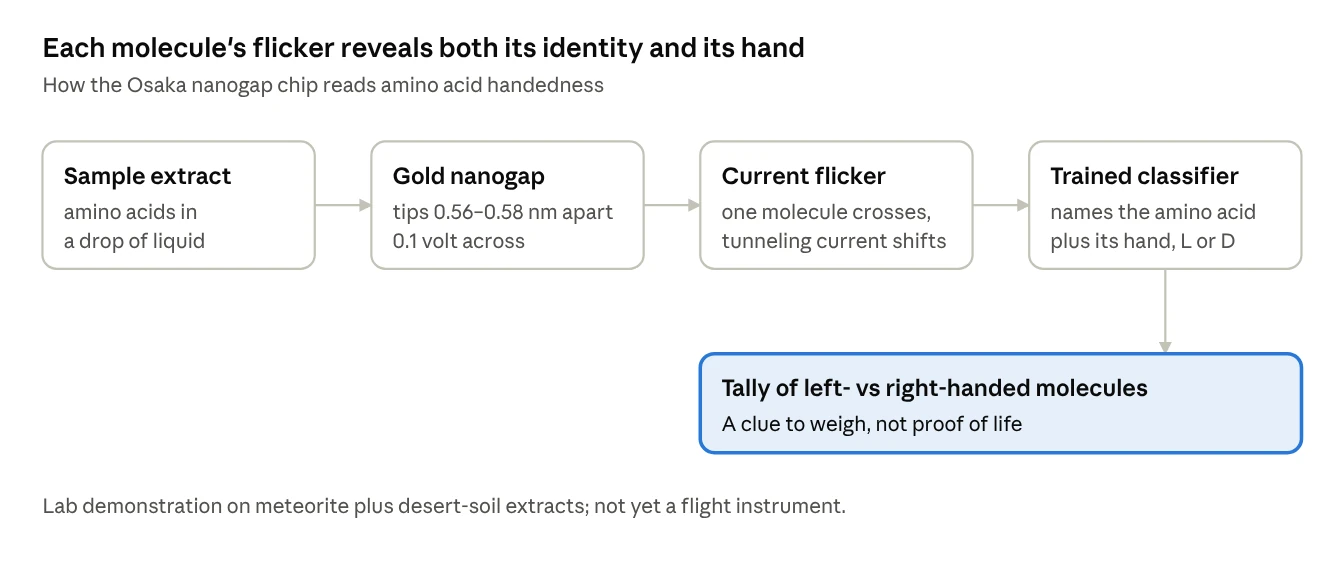 Each molecule's flicker reveals both its identity and its hand
How the Osaka nanogap chip reads amino acid handedness
Sample extract
amino acids in
a drop of liquid
Gold nanogap
tips 0.56–0.58 nm apart
0.1 volt across
Current flicker
one molecule crosses,
tunneling current shifts
Trained classifier
names the amino acid
plus its hand, L or D
Tally of left- vs right-handed molecules
A clue to weigh, not proof of life
Lab demonstration on meteorite plus desert-soil extracts; not yet a flight instrument.